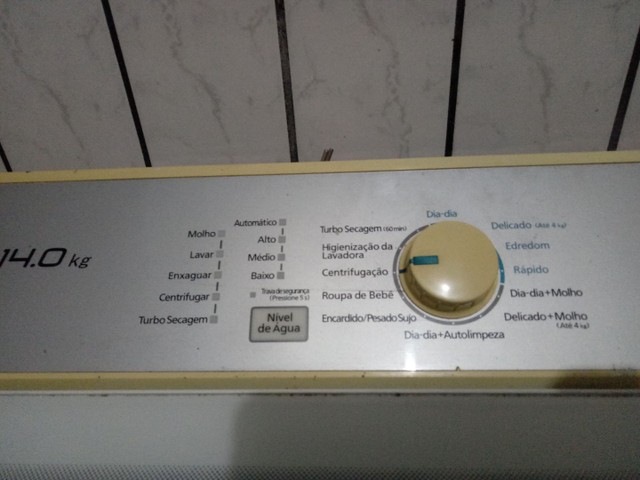 14.0 kg
Molho
Lavar
Enxaguar
Centrifugar
Turbo Secagem
Automático
Alto
Médio
Baixo
Trava de segurança
(Pressione 5 s)
Nível
de Água
Dia-dia
Turbo Secagem (60 min)
Higienização da
Lavadora
Centrifugação
Roupa de Bebê
Encardido/Pesado Sujo
Dia-dia+Autolimpeza
Delicado (Até 4 kg)
Edredom
Rápido
Dia-dia+Molho
Delicado+Molho
(Até 4 kg)